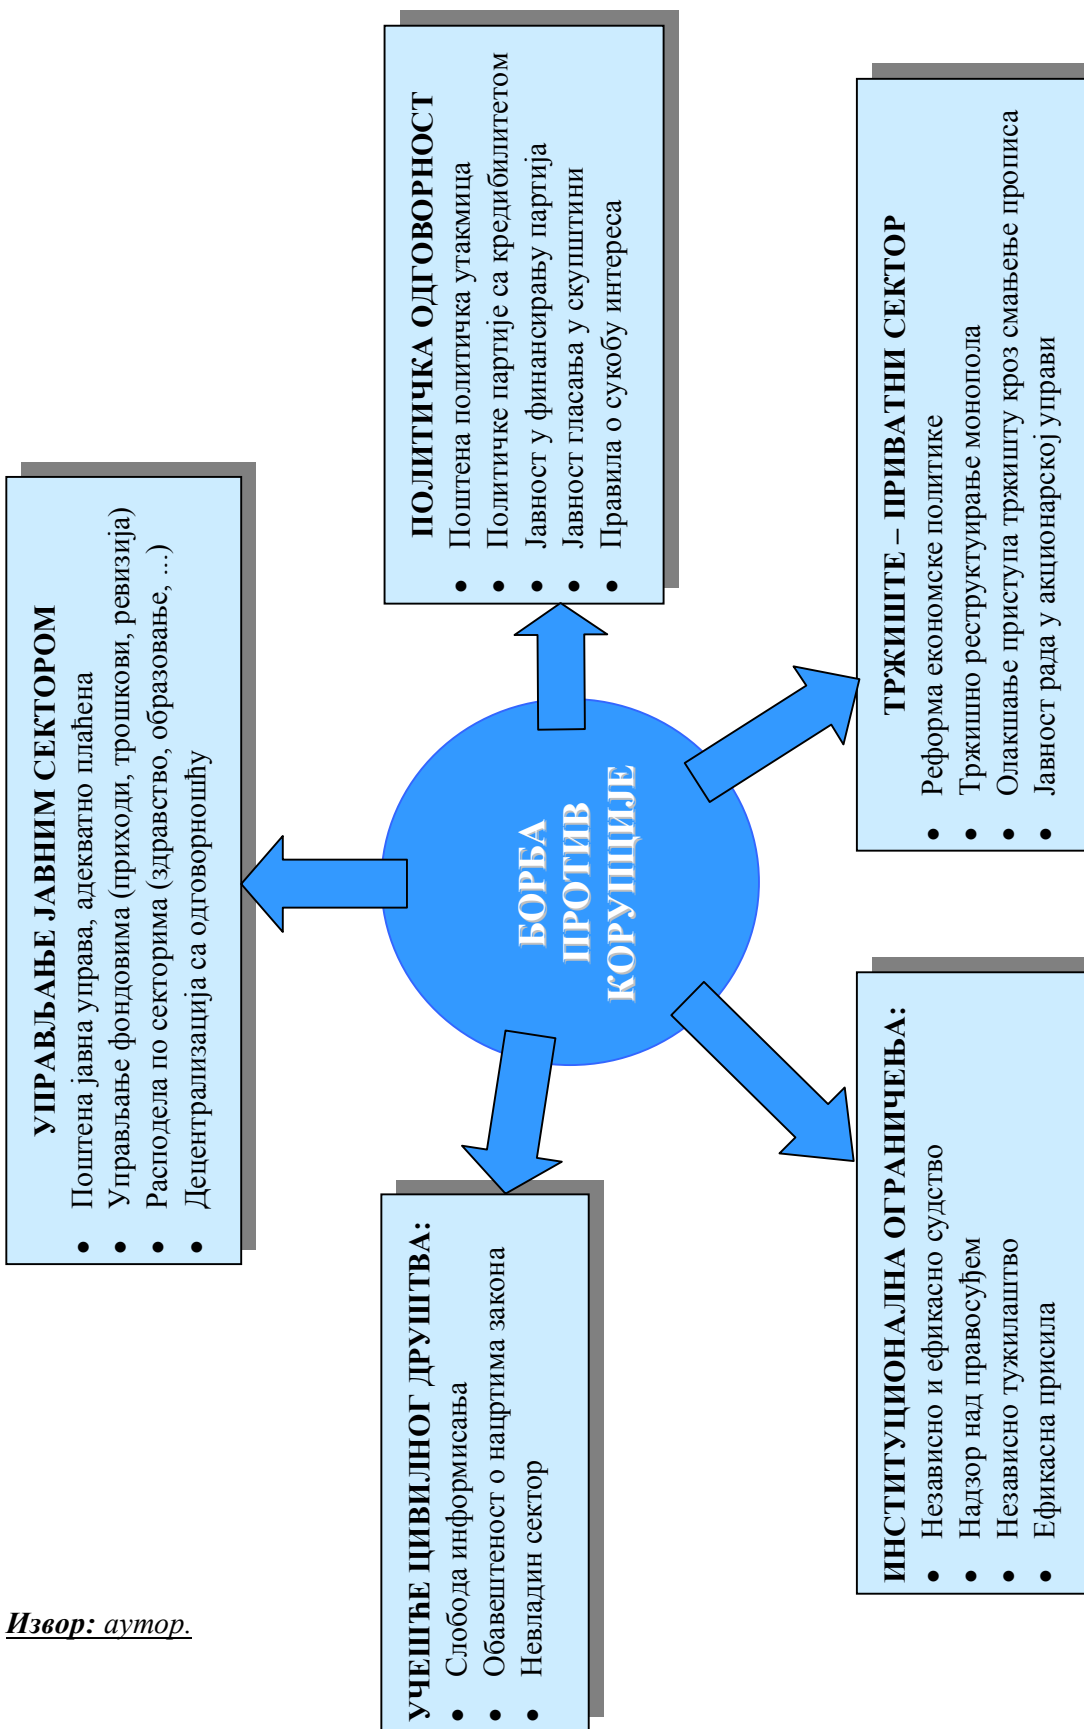 УПРАВЉАЊЕ ЈАВНИМ СЕКТОРОМ
• Поштена јавна управа, адекватно плаћена
• Управљање фондовима (приходи, трошкови, ревизија)
• Расподела по секторима (здравство, образовање, ...)
• Децентрализација са одговорношћу
УЧЕШЋЕ ЦИВИЛНОГ ДРУШТВА:
• Слобода информисања
• Обавештеност о нацртима закона
• Невладин сектор
БОРБА
ПРОТИВ
КОРУПЦИЈЕ
ПОЛИТИЧКА ОДГОВОРНОСТ
• Поштена политичка утакмица
• Политичке партије са кредибилитетом
• Јавност у финансирању партија
• Јавност гласања у скупштини
• Правила о сукобу интереса
ИНСТИТУЦИОНАЛНА ОГРАНИЧЕЊА:
• Независно и ефикасно судство
• Надзор над правосуђем
• Независно тужилаштво
• Ефикасна присила
ТРЖИШТЕ – ПРИВАТНИ СЕКТОР
• Реформа економске политике
• Тржишно реструктуирање монопола
• Олакшање приступа тржишту кроз смањење прописа
• Јавност рада у акционарској управи
Извор: аутор.